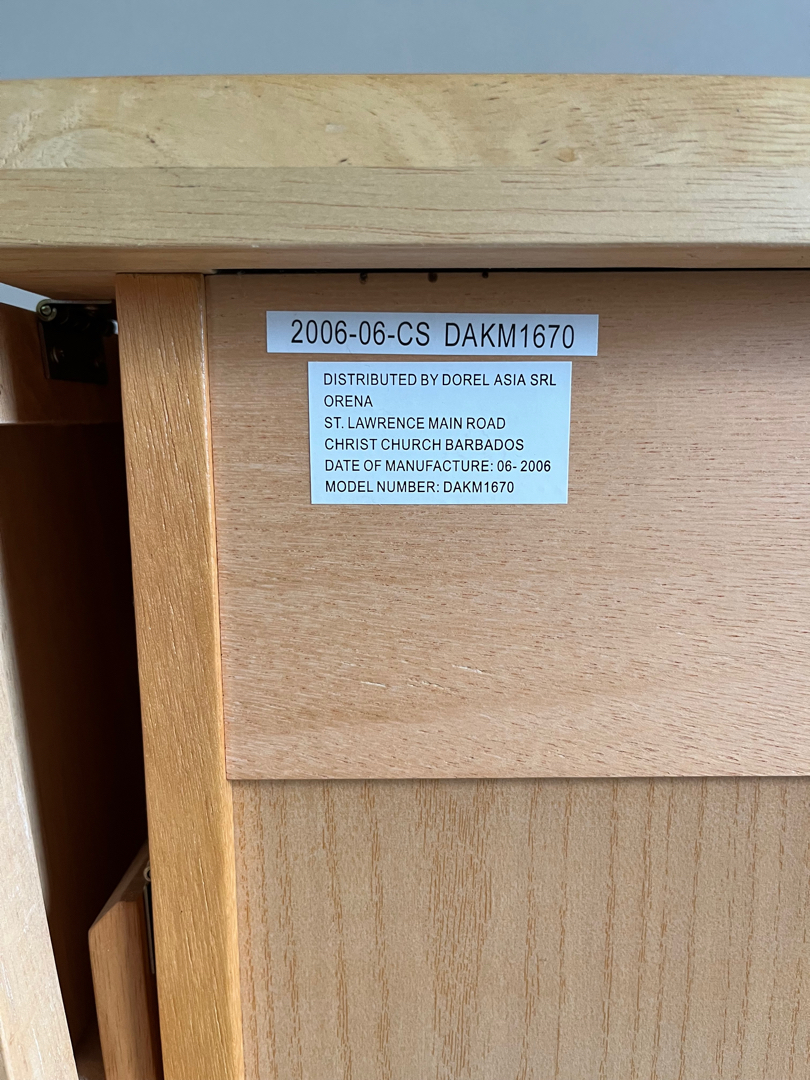 2006-06-CS DAKM1670
DISTRIBUTED BY DOREL ASIA SRL
ORENA
ST. LAWRENCE MAIN ROAD
CHRIST CHURCH BARBADOS
DATE OF MANUFACTURE: 06- 2006
MODEL NUMBER: DAKM1670